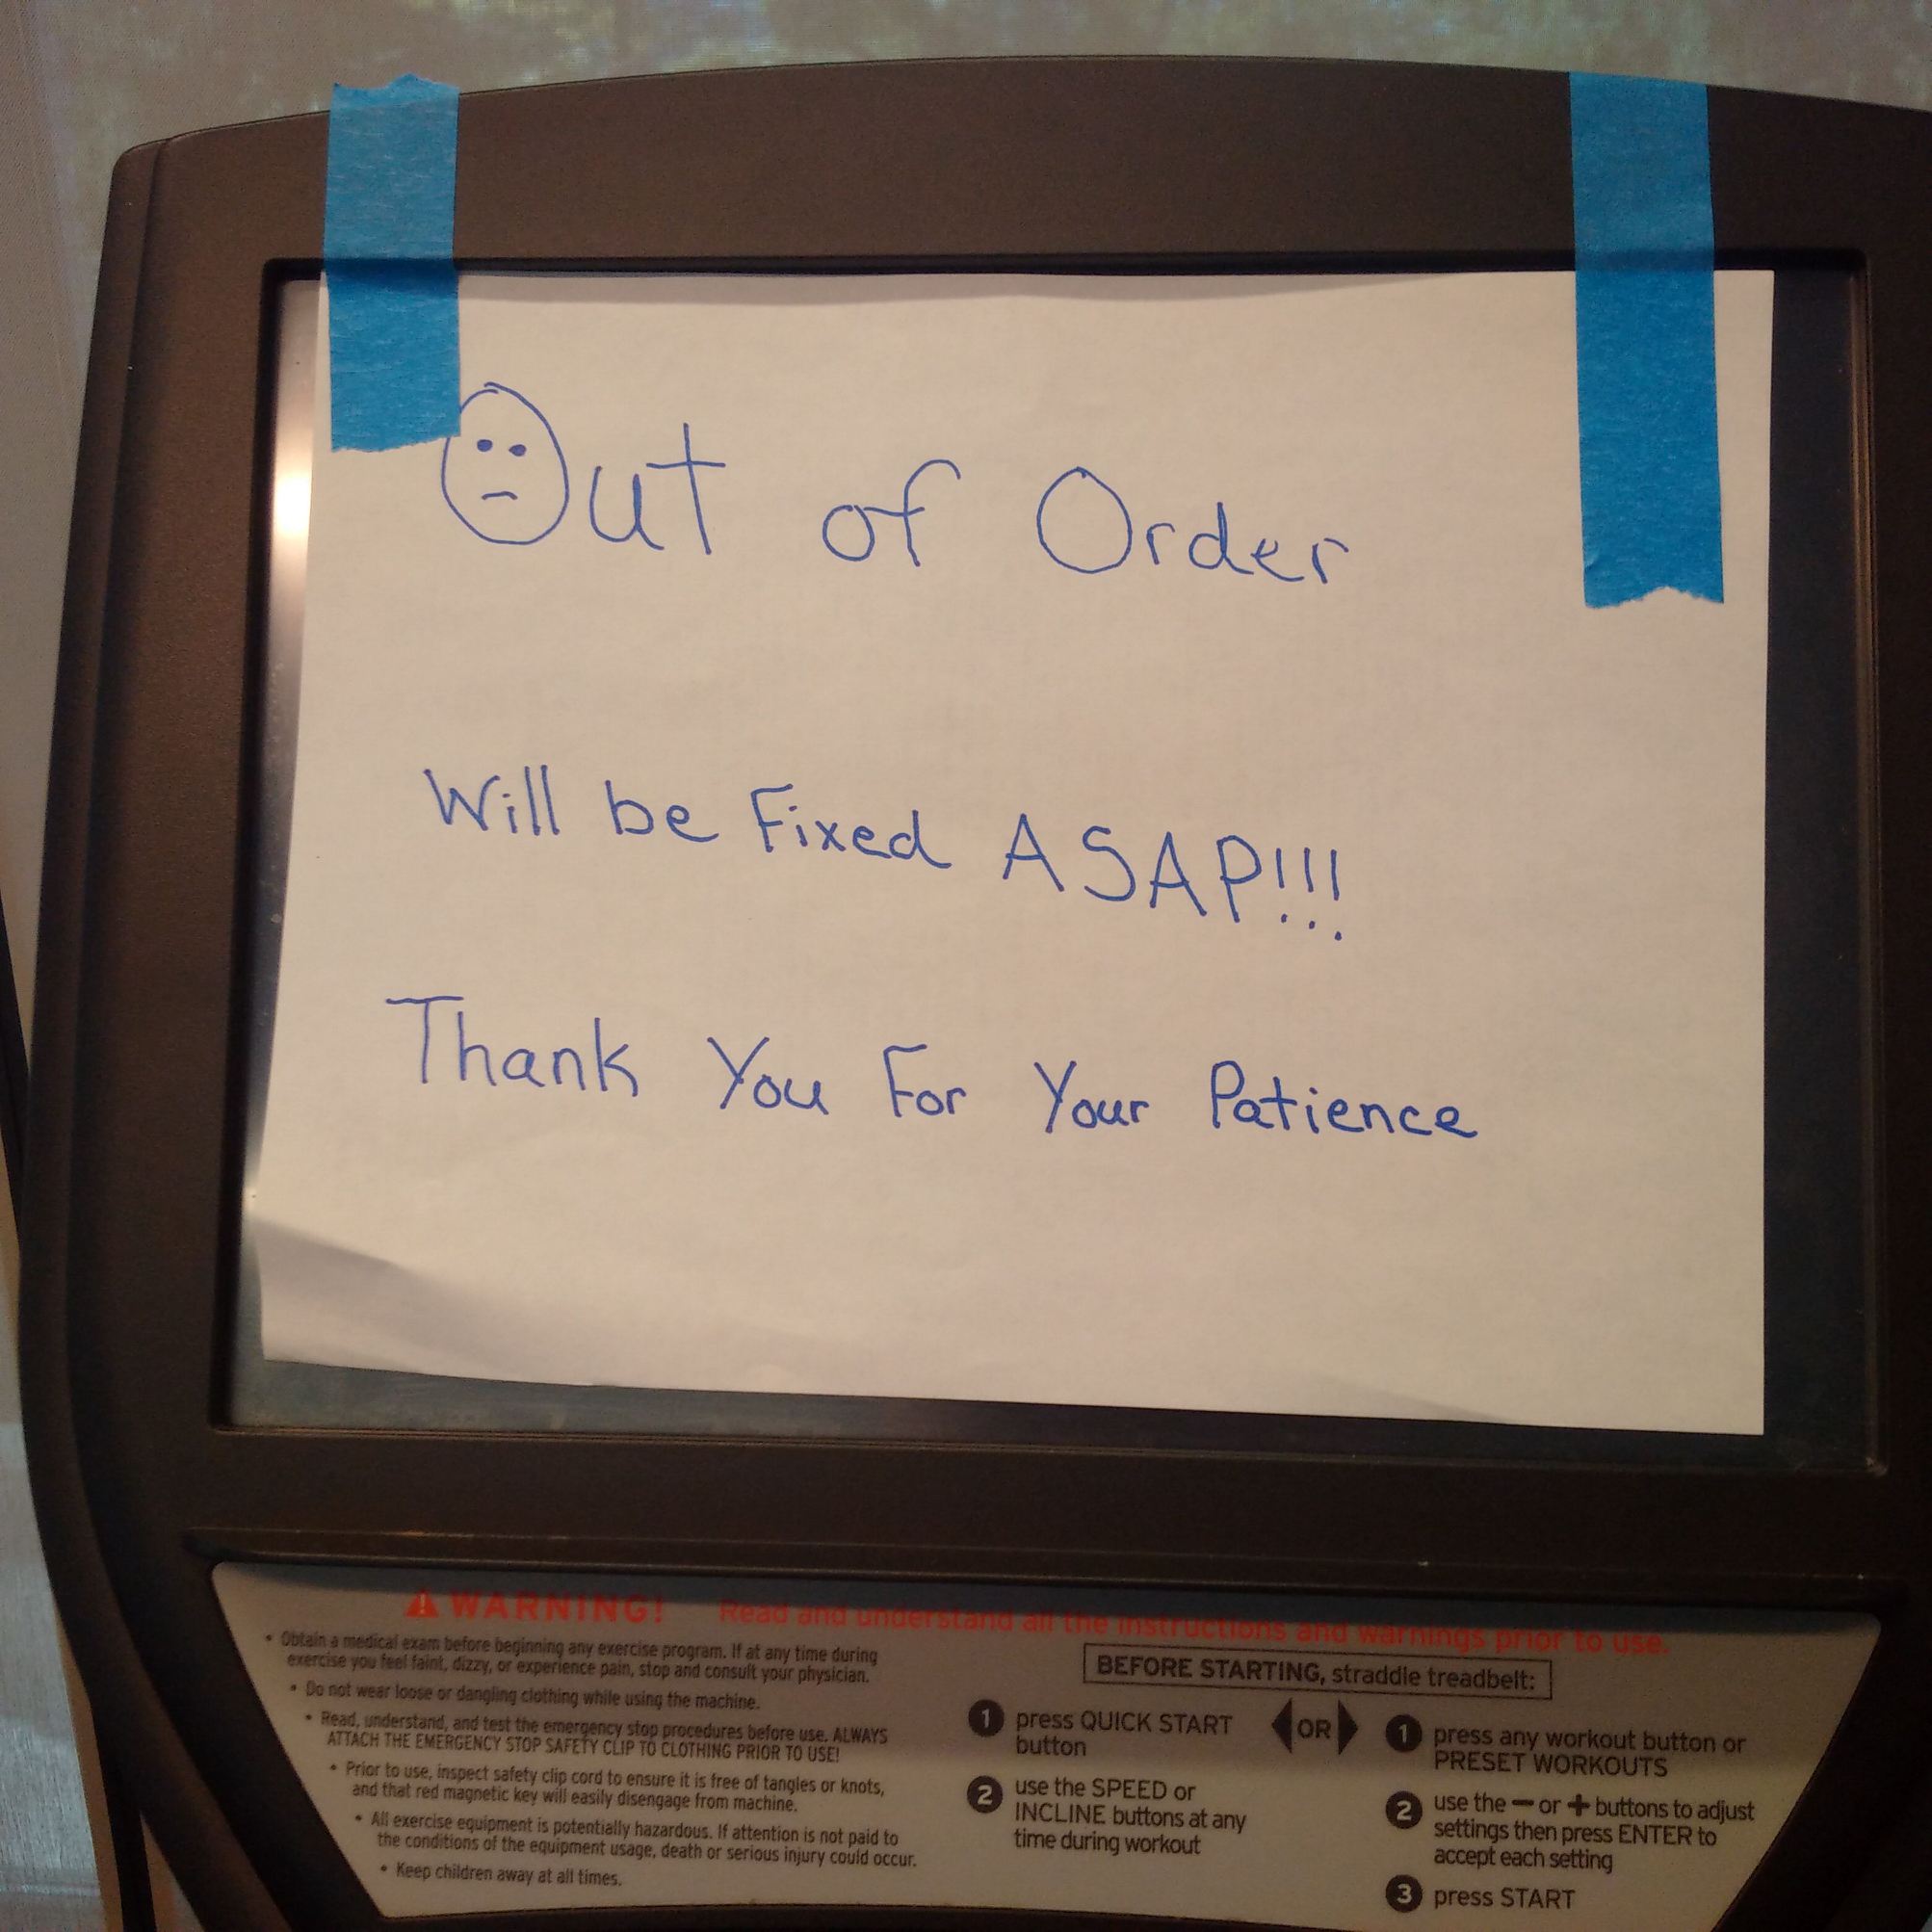 Out of Order
Will be Fixed ASAP!!!
Thank You For Your Patience
WARNING! Read and understand all the instructions and warnings prior to use.
• Obtain a medical exam before beginning any exercise program. If at any time during
exercise you feel faint, dizzy, or experience pain, stop and consult your physician.
• Do not wear loose or dangling clothing while using the machine.
• Read, understand, and test the emergency stop procedures before use. ALWAYS
ATTACH THE EMERGENCY STOP SAFETY CLIP TO CLOTHING PRIOR TO USE!
• Prior to use, inspect safety clip cord to ensure it is free of tangles or knots,
and that red magnetic key will easily disengage from machine.
• All exercise equipment is potentially hazardous. If attention is not paid to
the conditions of the equipment usage, death or serious injury could occur.
• Keep children away at all times.
BEFORE STARTING, straddle treadbelt:
1 press QUICK START
button
2 use the SPEED or
INCLINE buttons at any
time during workout
OR
1 press any workout button or
PRESET WORKOUTS
2 use the − or + buttons to adjust
settings then press ENTER to
accept each setting
3 press START